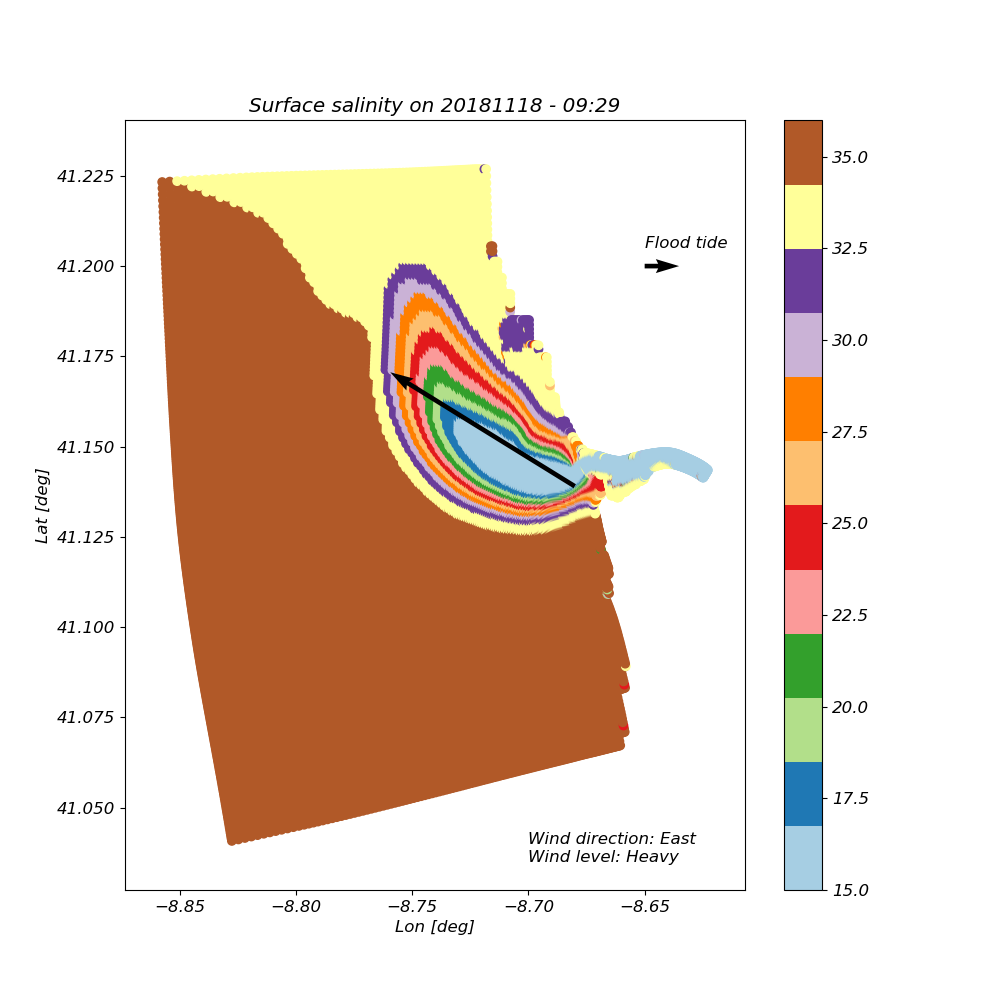 Surface salinity on 20181118 - 09:29
41.225
41.200
41.175
41.150
41.125
41.100
41.075
41.050
Lat [deg]
Flood tide
Wind direction: East
Wind level: Heavy
−8.85 −8.80 −8.75 −8.70 −8.65
Lon [deg]
35.0
32.5
30.0
27.5
25.0
22.5
20.0
17.5
15.0